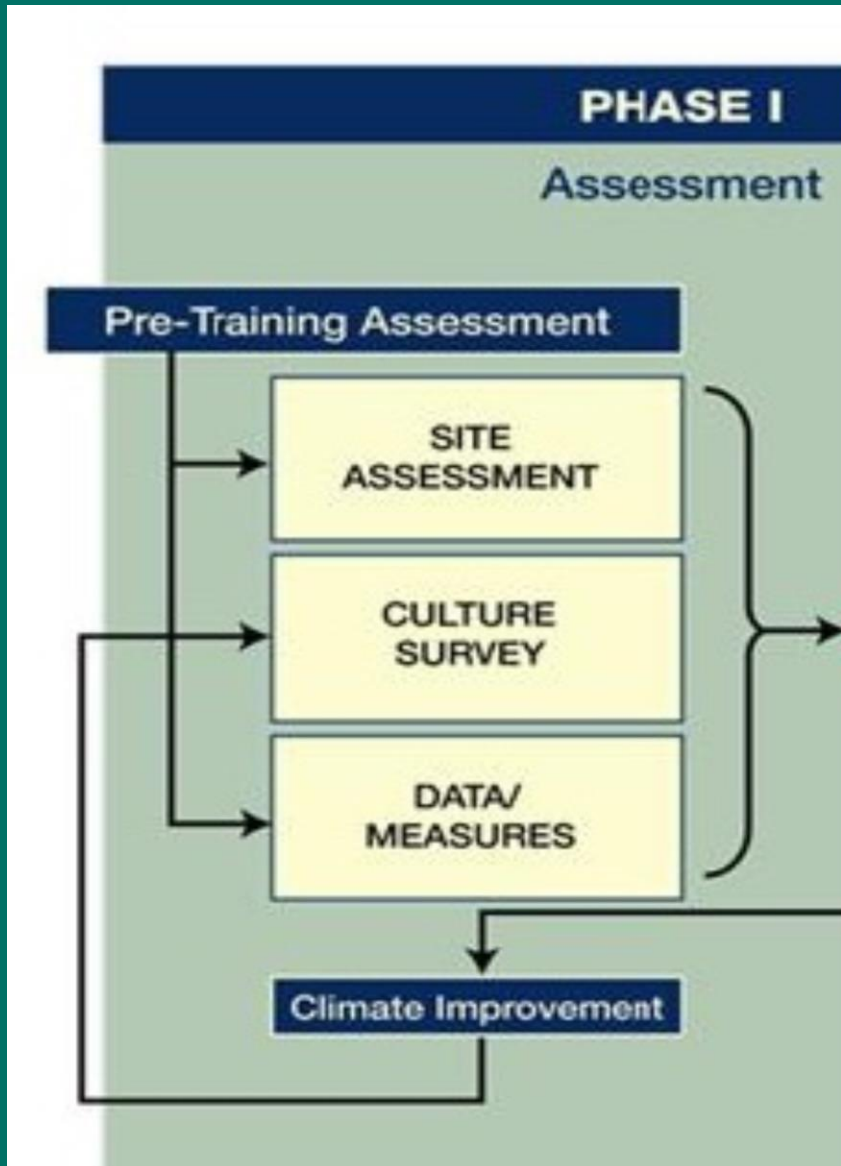 PHASE I
Assessment
Pre-Training Assessment
SITE
ASSESSMENT
CULTURE
SURVEY
DATA/
MEASURES
Climate Improvement